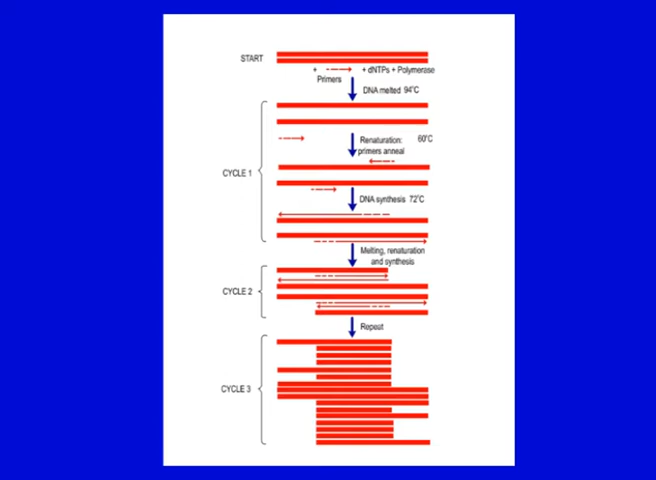 START
+ + dNTPs + Polymerase
Primers
DNA melted 94°C
Renaturation: 60°C
primers anneal
CYCLE 1
DNA synthesis 72°C
Melting, renaturation
and synthesis
CYCLE 2
Repeat
CYCLE 3